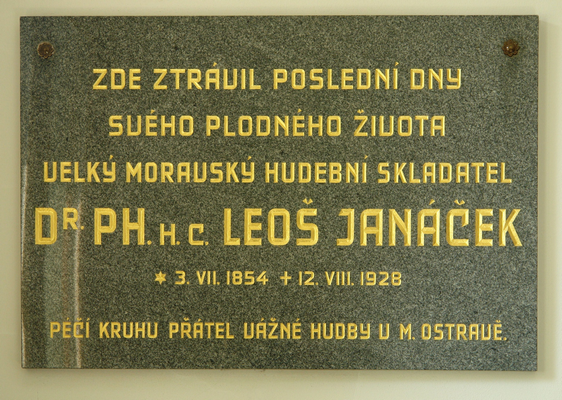 ZDE ZTRÁVIL POSLEDNÍ DNY
SVÉHO PLODNÉHO ŽIVOTA
VELKÝ MORAVSKÝ HUDEBNÍ SKLADATEL
DR. PH. H. C. LEOŠ JANÁČEK
* 3. VII. 1854 + 12. VIII. 1928
PÉČÍ KRUHU PŘÁTEL VÁŽNÉ HUDBY V M. OSTRAVĚ.